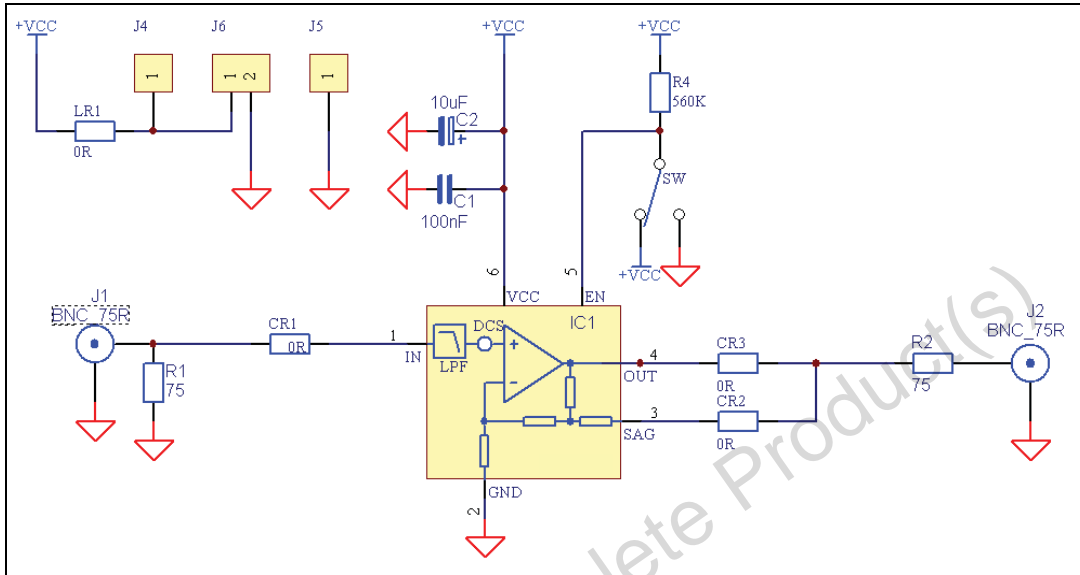 +VCC
J4
J6
J5
+VCC
+VCC
1
1
2
1
R4
560K
LR1
0R
10uF
C2
+
C1
100nF
SW
+VCC
6
5
VCC
EN
IC1
J1
BNC_75R
CR1
0R
1
IN
DCS
LPF
+
-
4
OUT
CR3
0R
R2
75
J2
BNC_75R
R1
75
3
SAG
CR2
0R
GND
2
lete Product(s)